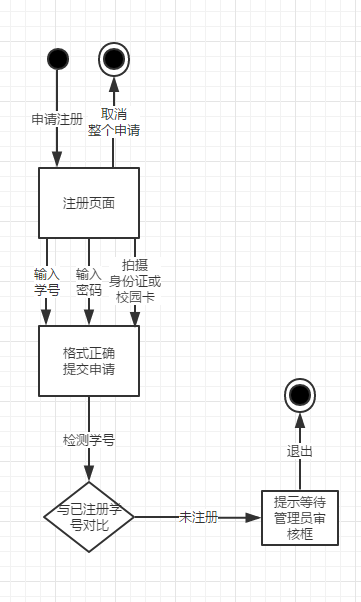 申请注册
取消
整个申请
注册页面
输入
学号
输入
密码
拍摄
身份证或
校园卡
格式正确
提交申请
检测学号
与已注册学
号对比
未注册
退出
提示等待
管理员审
核框